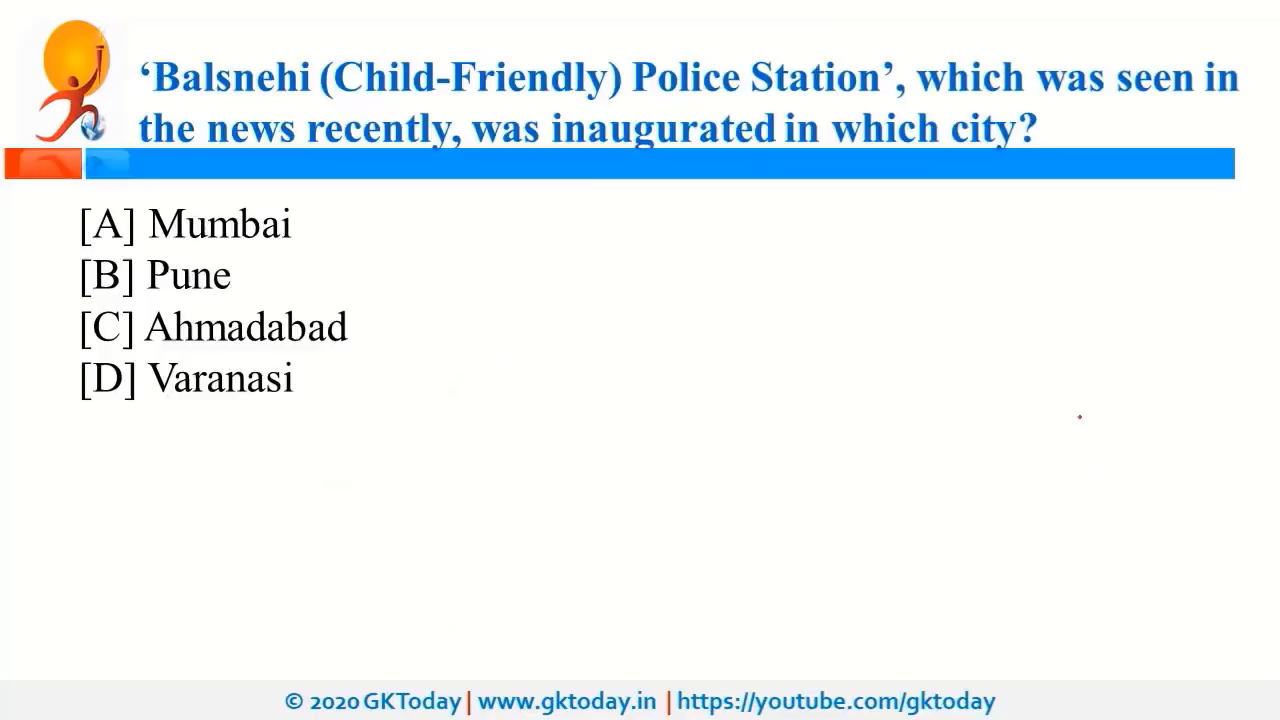 ‘Balsnehi (Child-Friendly) Police Station’, which was seen in
the news recently, was inaugurated in which city?
[A] Mumbai
[B] Pune
[C] Ahmadabad
[D] Varanasi
© 2020 GKToday | www.gktoday.in | https://youtube.com/gktoday